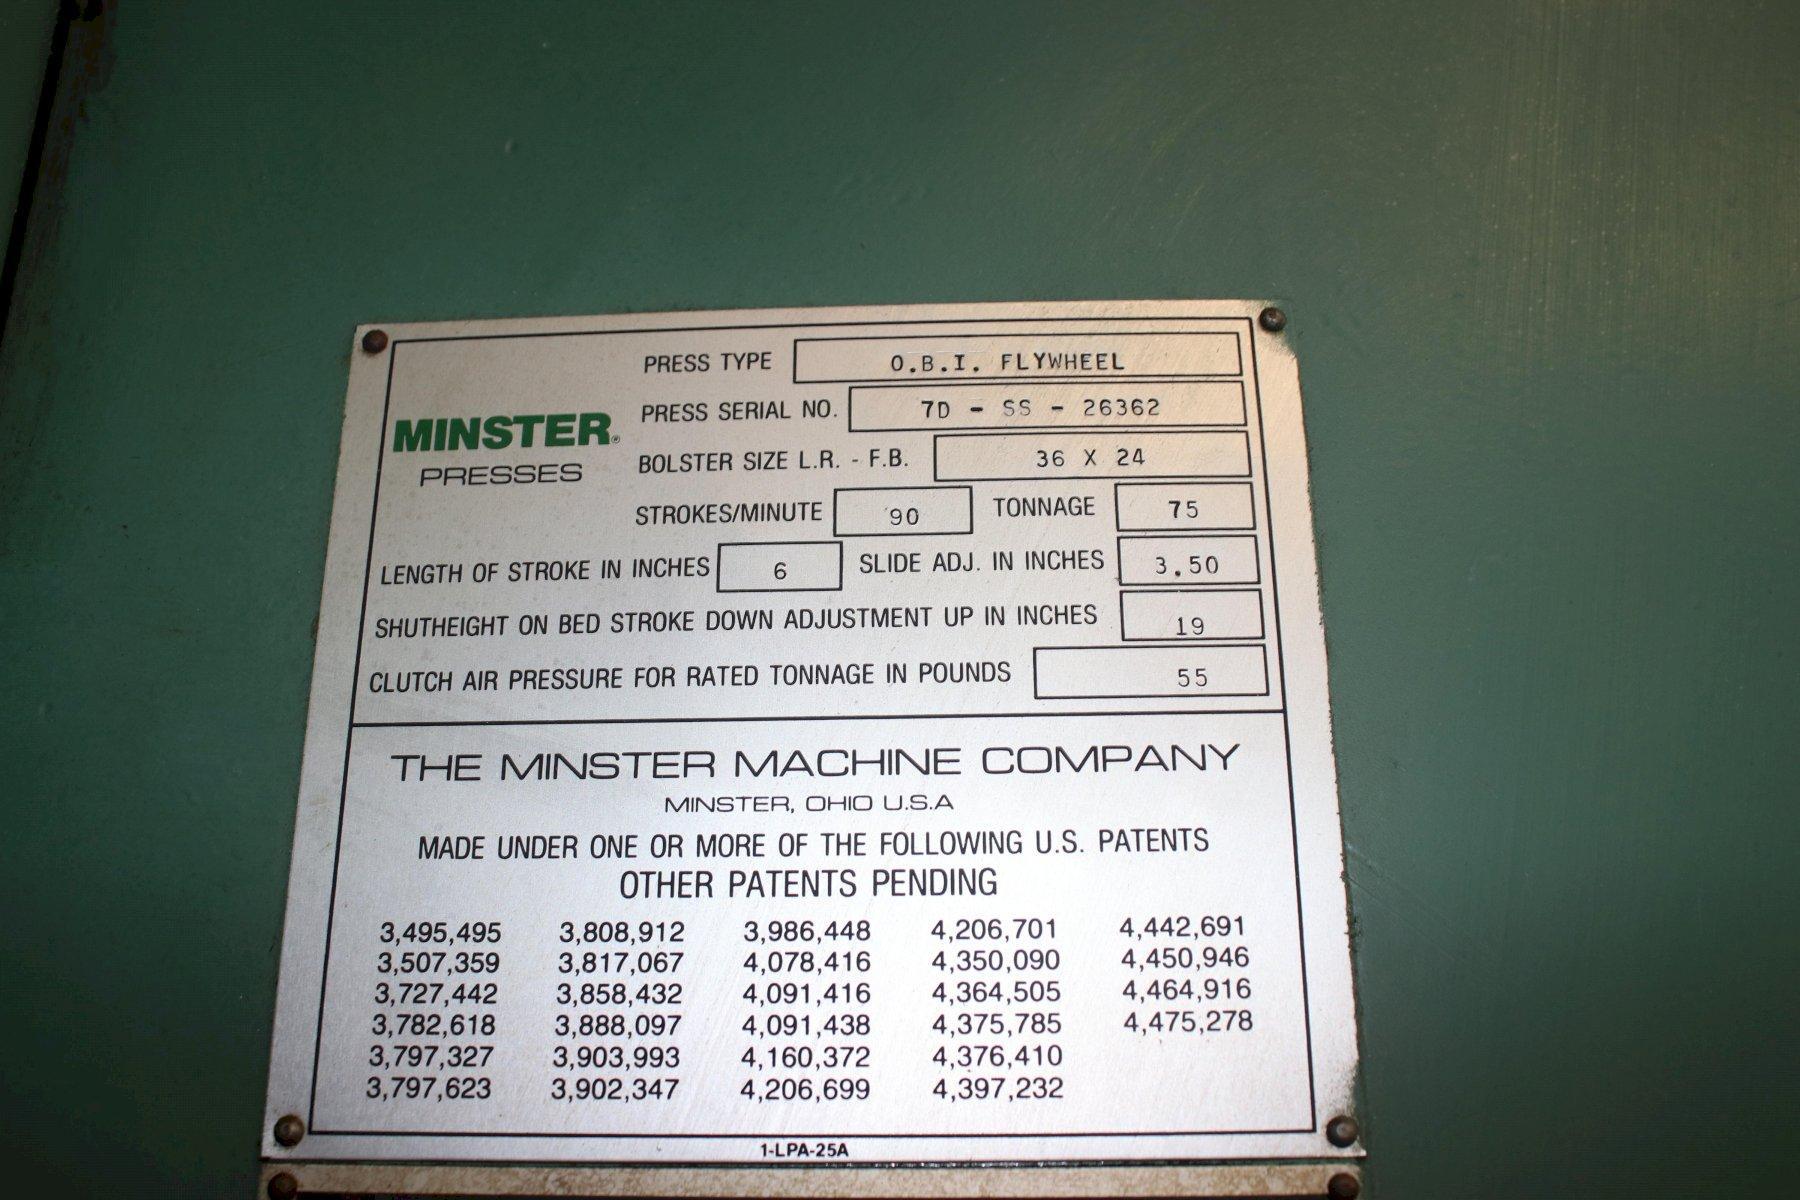 PRESS TYPE O.B.I. FLYWHEEL
MINSTER®
PRESSES
PRESS SERIAL NO. 7D - SS - 26362
BOLSTER SIZE L.R. - F.B. 36 X 24
STROKES/MINUTE 90 TONNAGE 75
LENGTH OF STROKE IN INCHES 6 SLIDE ADJ. IN INCHES 3.50
SHUTHEIGHT ON BED STROKE DOWN ADJUSTMENT UP IN INCHES 19
CLUTCH AIR PRESSURE FOR RATED TONNAGE IN POUNDS 55
THE MINSTER MACHINE COMPANY
MINSTER, OHIO U.S.A
MADE UNDER ONE OR MORE OF THE FOLLOWING U.S. PATENTS
OTHER PATENTS PENDING
3,495,495 3,808,912 3,986,448 4,206,701 4,442,691
3,507,359 3,817,067 4,078,416 4,350,090 4,450,946
3,727,442 3,858,432 4,091,416 4,364,505 4,464,916
3,782,618 3,888,097 4,091,438 4,375,785 4,475,278
3,797,327 3,903,993 4,160,372 4,376,410
3,797,623 3,902,347 4,206,699 4,397,232
1-LPA-25A